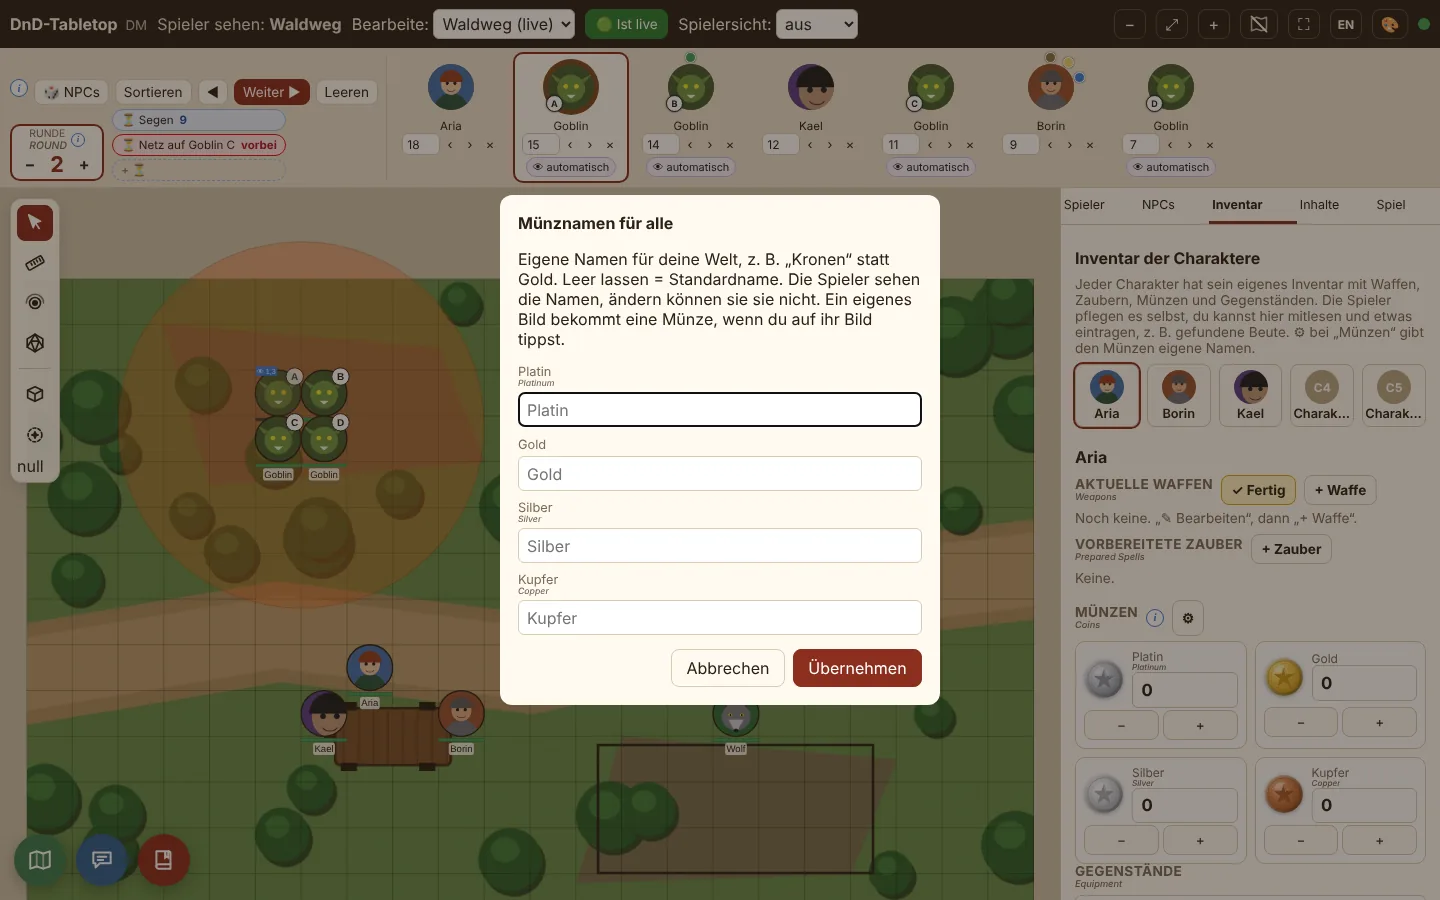 DnD-Tabletop DM Spieler sehen: Waldweg Bearbeite: Waldweg (live) Ist live Spielersicht: aus
EN
i NPCs Sortieren ◀ Weiter ▶ Leeren
RUNDE
ROUND i
− 2 +
⏳ Segen 9
⏳ Netz auf Goblin C vorbei
+ ⏳
A B C D
Aria Goblin Goblin Kael Goblin Borin Goblin
18 ‹ › × 15 ‹ › × 14 ‹ › × 12 ‹ › × 11 ‹ › × 9 ‹ › × 7 ‹ › ×
automatisch automatisch automatisch automatisch
null
A B
C D
Goblin Goblin
Aria
Kael Borin
Wolf
Münznamen für alle
Eigene Namen für deine Welt, z. B. „Kronen“ statt
Gold. Leer lassen = Standardname. Die Spieler sehen
die Namen, ändern können sie sie nicht. Ein eigenes
Bild bekommt eine Münze, wenn du auf ihr Bild
tippst.
Platin
Platinum
Platin
Gold
Gold
Silber
Silver
Silber
Kupfer
Copper
Kupfer
Abbrechen Übernehmen
Spieler NPCs Inventar Inhalte Spiel
Inventar der Charaktere
Jeder Charakter hat sein eigenes Inventar mit Waffen,
Zaubern, Münzen und Gegenständen. Die Spieler
pflegen es selbst, du kannst hier mitlesen und etwas
eintragen, z. B. gefundene Beute. ⚙ bei „Münzen“ gibt
den Münzen eigene Namen.
C4 C5
Aria Borin Kael Charak... Charak...
Aria
AKTUELLE WAFFEN
Weapons
✓ Fertig + Waffe
Noch keine. „✎ Bearbeiten“, dann „+ Waffe“.
VORBEREITETE ZAUBER
Prepared Spells
+ Zauber
Keine.
MÜNZEN
Coins
i ⚙
Platin
Platinum
0
− +
Gold
0
− +
Silber
Silver
0
− +
Kupfer
Copper
0
− +
GEGENSTÄNDE
Equipment